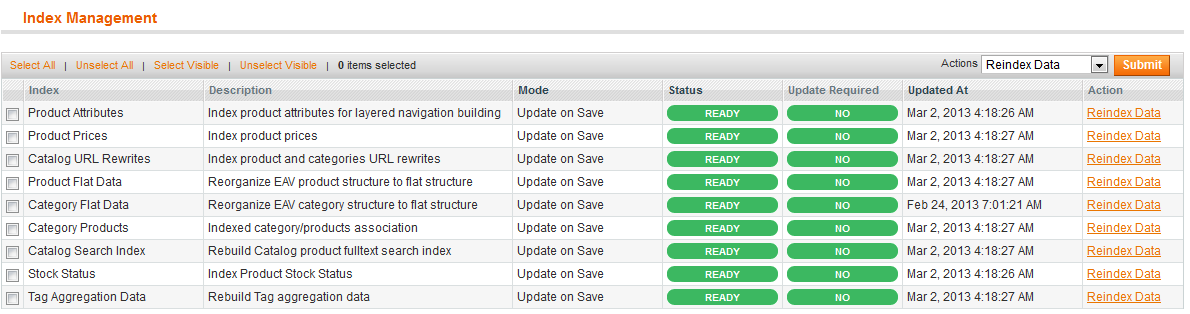 Index Management
Select All | Unselect All | Select Visible | Unselect Visible | 0 items selected Actions Reindex Data Submit
Index Description Mode Status Update Required Updated At Action
Product Attributes Index product attributes for layered navigation building Update on Save READY NO Mar 2, 2013 4:18:26 AM Reindex Data
Product Prices Index product prices Update on Save READY NO Mar 2, 2013 4:18:27 AM Reindex Data
Catalog URL Rewrites Index product and categories URL rewrites Update on Save READY NO Mar 2, 2013 4:18:27 AM Reindex Data
Product Flat Data Reorganize EAV product structure to flat structure Update on Save READY NO Mar 2, 2013 4:18:27 AM Reindex Data
Category Flat Data Reorganize EAV category structure to flat structure Update on Save READY NO Feb 24, 2013 7:01:21 AM Reindex Data
Category Products Indexed category/products association Update on Save READY NO Mar 2, 2013 4:18:27 AM Reindex Data
Catalog Search Index Rebuild Catalog product fulltext search index Update on Save READY NO Mar 2, 2013 4:18:27 AM Reindex Data
Stock Status Index Product Stock Status Update on Save READY NO Mar 2, 2013 4:18:26 AM Reindex Data
Tag Aggregation Data Rebuild Tag aggregation data Update on Save READY NO Mar 2, 2013 4:18:27 AM Reindex Data